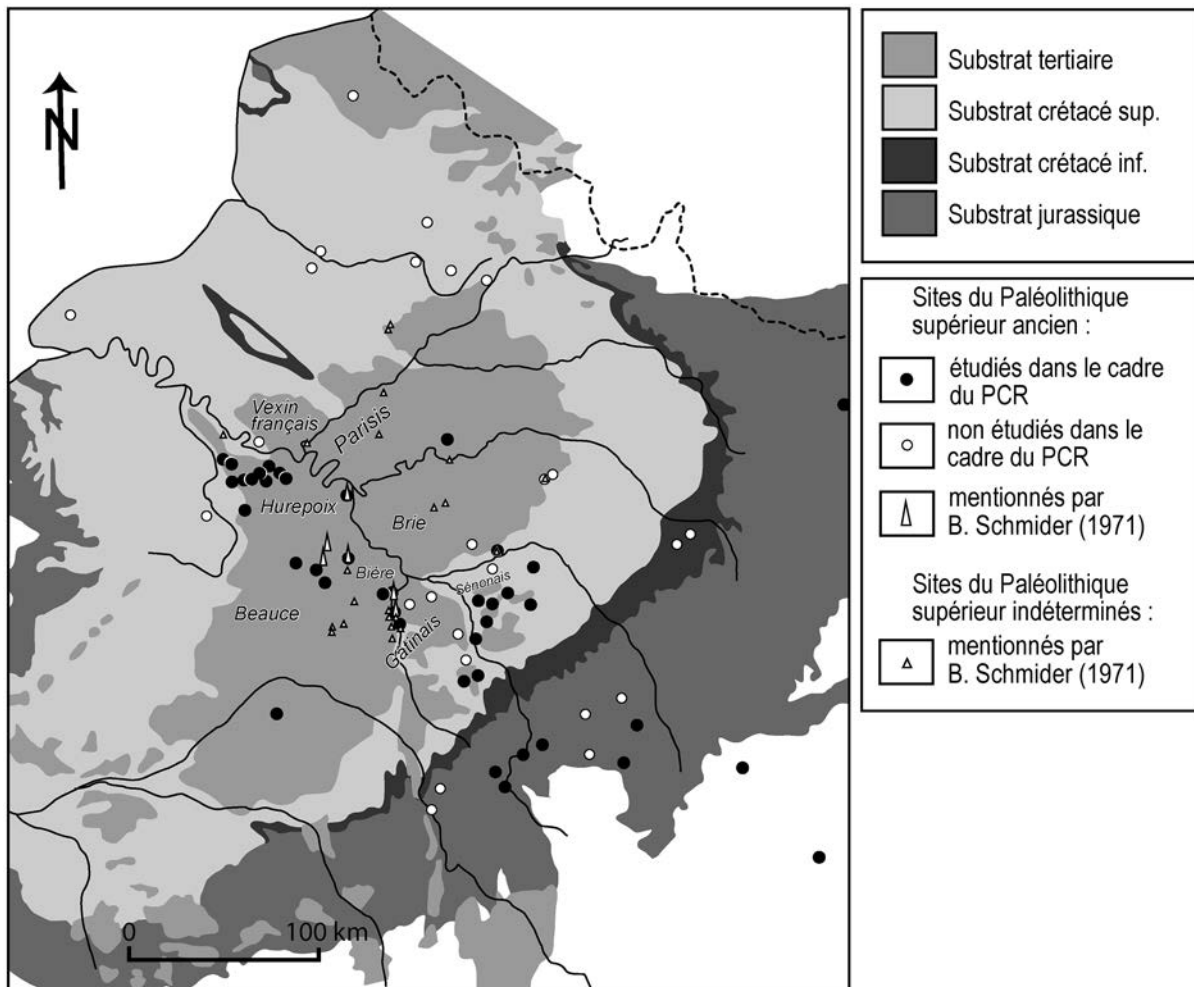 N
Vexin
français
Parisis
Hurepoix
Brie
Bière
Sénonais
Beauce
Gâtinais
0
100 km
Substrat tertiaire
Substrat crétacé sup.
Substrat crétacé inf.
Substrat jurassique
Sites du Paléolithique
supérieur ancien :
étudiés dans le cadre
du PCR
non étudiés dans le
cadre du PCR
mentionnés par
B. Schmider (1971)
Sites du Paléolithique
supérieur indéterminés :
mentionnés par
B. Schmider (1971)